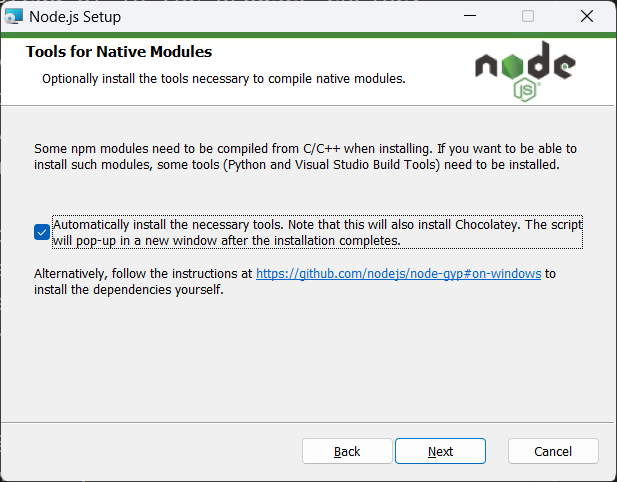 Node.js Setup
Tools for Native Modules
Optionally install the tools necessary to compile native modules.
node
JS
Some npm modules need to be compiled from C/C++ when installing. If you want to be able to
install such modules, some tools (Python and Visual Studio Build Tools) need to be installed.
Automatically install the necessary tools. Note that this will also install Chocolatey. The script
will pop-up in a new window after the installation completes.
Alternatively, follow the instructions at https://github.com/nodejs/node-gyp#on-windows to
install the dependencies yourself.
Back
Next
Cancel